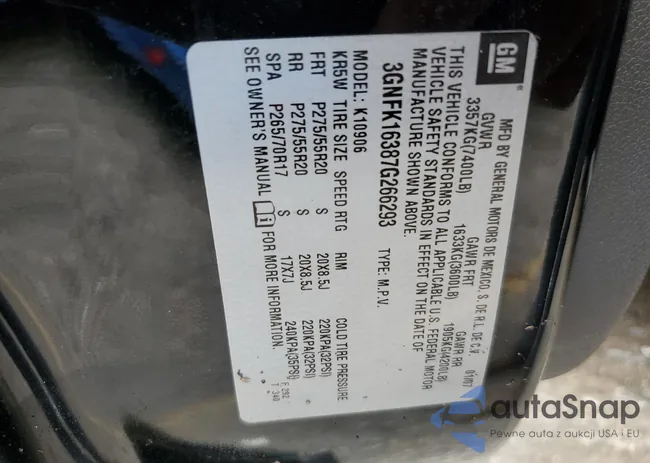 GM
MFD BY GENERAL MOTORS DE MEXICO, S. DE R.L. DE C.V.
GVWR GAWR FRT GAWR RR 01/07
3357KG(7400LB) 1633KG(3600LB) 1905KG(4200LB)
THIS VEHICLE CONFORMS TO ALL APPLICABLE U.S. FEDERAL MOTOR
VEHICLE SAFETY STANDARDS IN EFFECT ON THE DATE OF
MANUFACTURE SHOWN ABOVE.
3GNFK16387G266293 TYPE: M.P.V.
MODEL: K10906
KR5W TIRE SIZE SPEED RTG RIM COLD TIRE PRESSURE
FRT P275/55R20 S 20X8.5J 220KPA(32PSI)
RR P275/55R20 S 20X8.5J 220KPA(32PSI)
SPA P265/70R17 S 17X7J 240KPA(35PSI)
SEE OWNER'S MANUAL FOR MORE INFORMATION.
F 292
T 340
autaSnap
Pewne auta z aukcji USA i EU